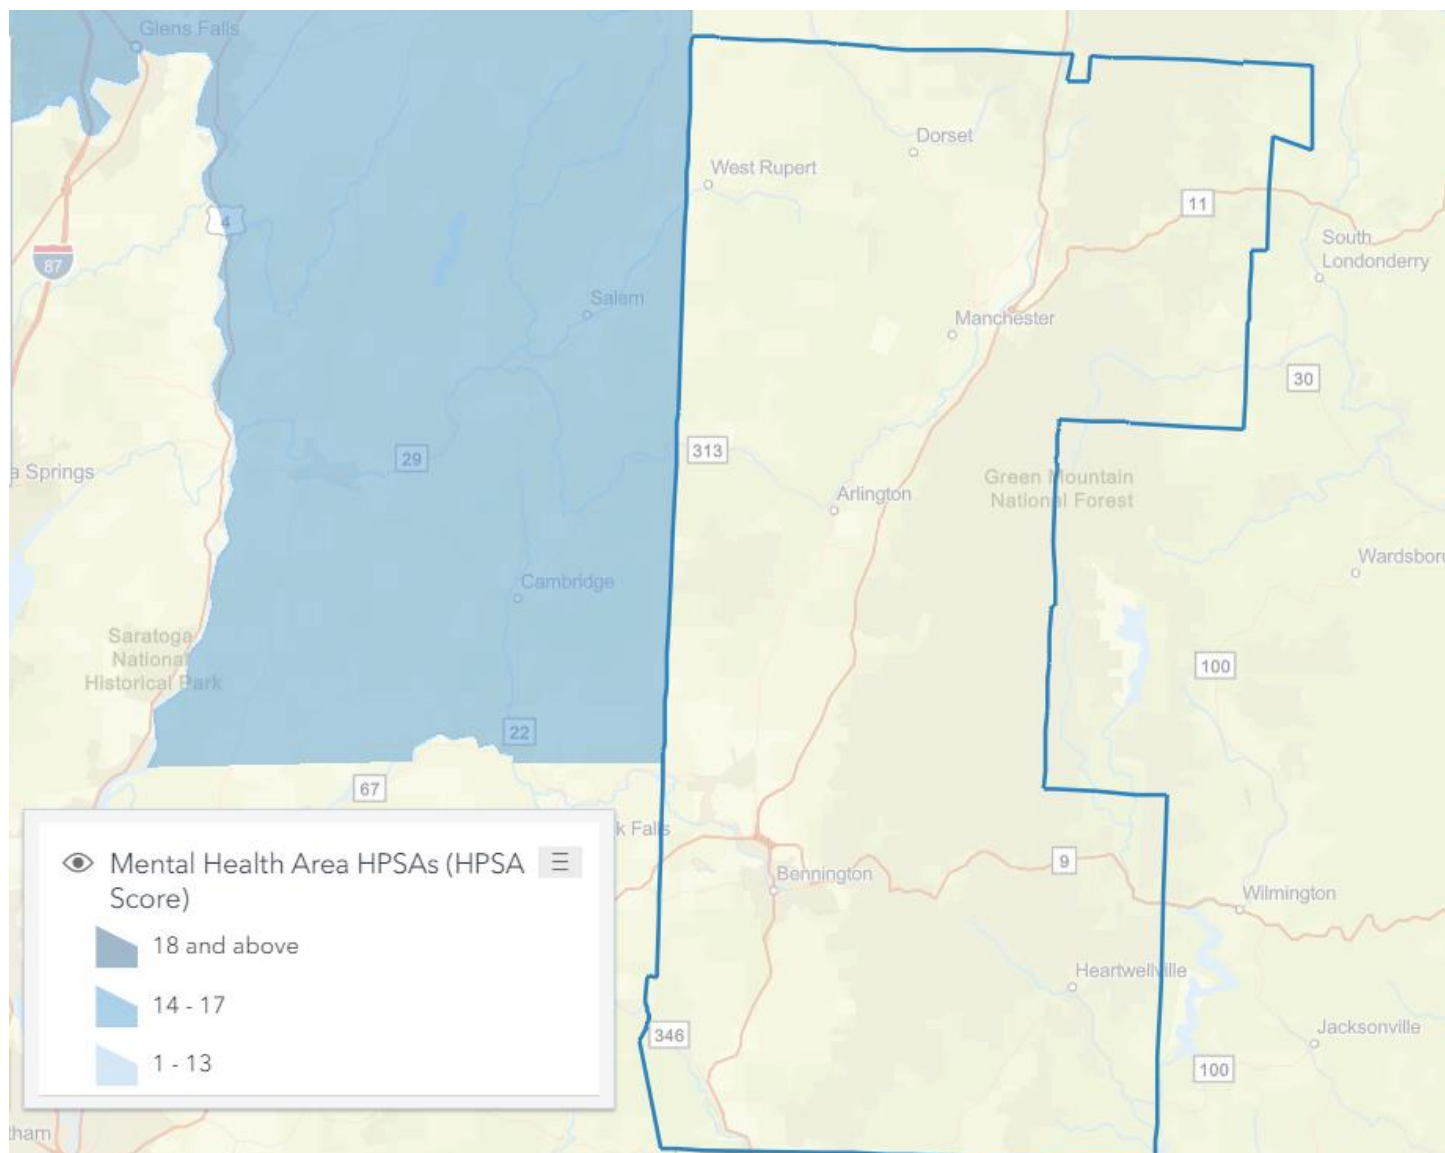 Glens Falls
Dorset
West Rupert
11
4
South
Londonderry
87
Salem
Manchester
30
313
29
a Springs
Green Mountain
National Forest
Arlington
Wardsboro
Cambridge
Saratoga
National
Historical Park
100
22
67
k Falls
9
Bennington
Wilmington
Mental Health Area HPSAs (HPSA
Score)
18 and above
14 - 17
1 - 13
Heartwellville
346
Jacksonville
100
ham